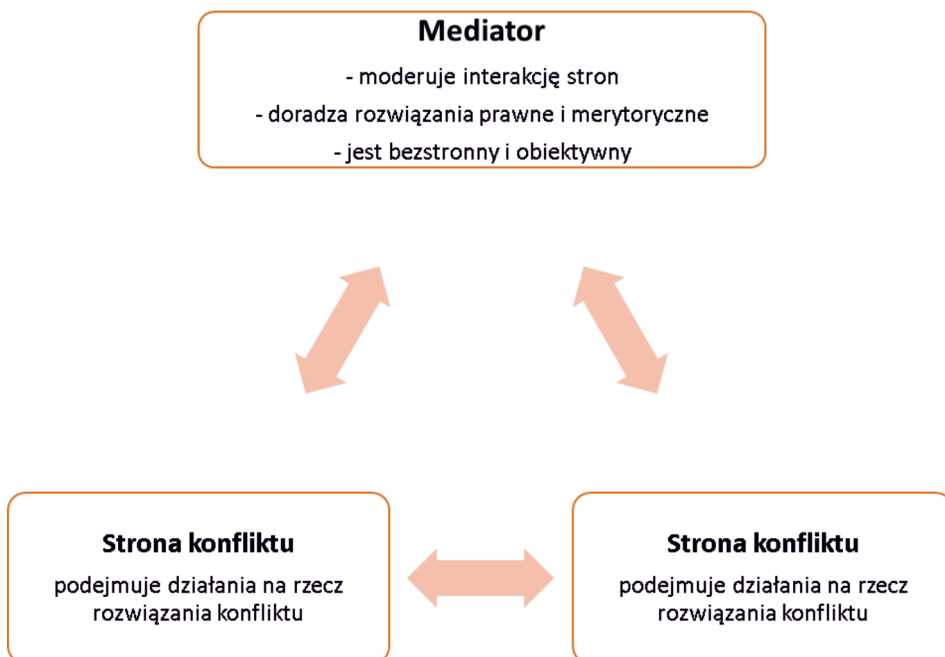 Mediator
- moderuje interakcję stron
- doradza rozwiązania prawne i merytoryczne
- jest bezstronny i obiektywny
Strona konfliktu
podejmuje działania na rzecz
rozwiązania konfliktu
Strona konfliktu
podejmuje działania na rzecz
rozwiązania konfliktu